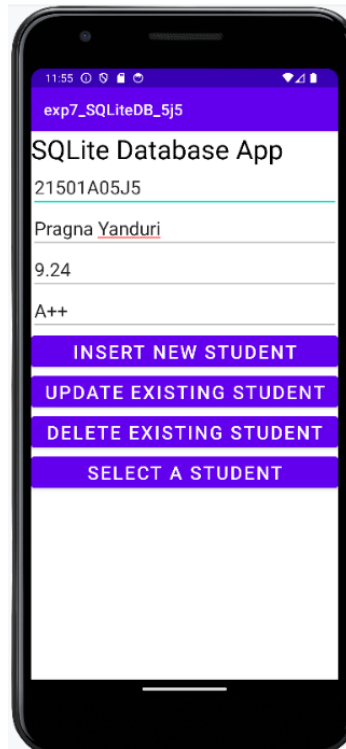 11:55
exp7_SQLiteDB_5j5
SQLite Database App
21501A05J5
Pragna Yanduri
9.24
A++
INSERT NEW STUDENT
UPDATE EXISTING STUDENT
DELETE EXISTING STUDENT
SELECT A STUDENT